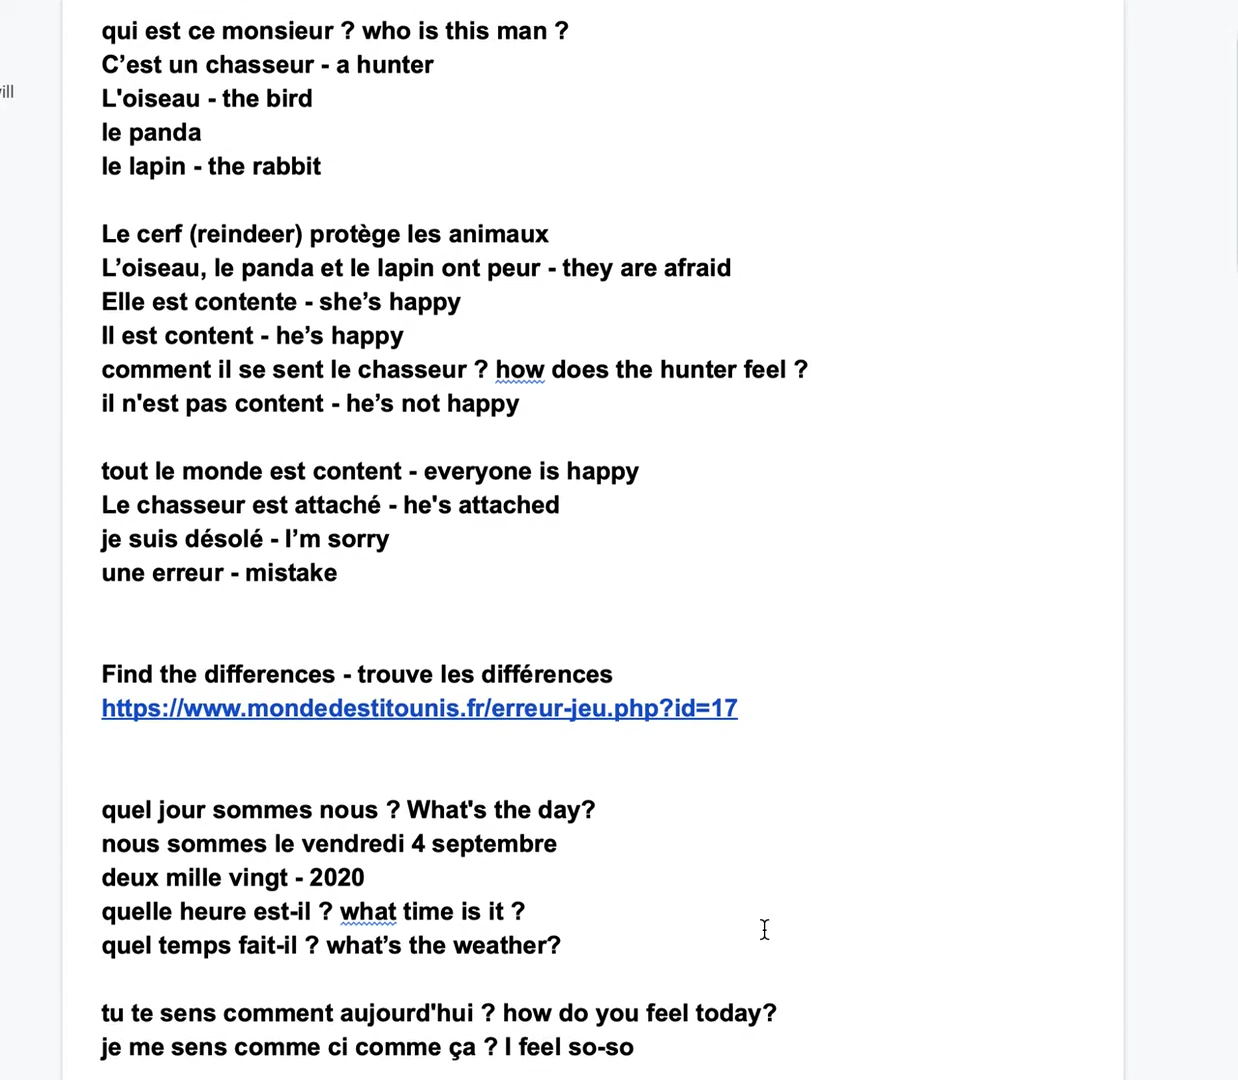 qui est ce monsieur ? who is this man ?
C’est un chasseur - a hunter
ill
L'oiseau - the bird
le panda
le lapin - the rabbit
Le cerf (reindeer) protège les animaux
L’oiseau, le panda et le lapin ont peur - they are afraid
Elle est contente - she’s happy
Il est content - he’s happy
comment il se sent le chasseur ? how does the hunter feel ?
il n'est pas content - he’s not happy
tout le monde est content - everyone is happy
Le chasseur est attaché - he's attached
je suis désolé - I’m sorry
une erreur - mistake
Find the differences - trouve les différences
https://www.mondedestitounis.fr/erreur-jeu.php?id=17
quel jour sommes nous ? What's the day?
nous sommes le vendredi 4 septembre
deux mille vingt - 2020
quelle heure est-il ? what time is it ?
quel temps fait-il ? what’s the weather?
tu te sens comment aujourd'hui ? how do you feel today?
je me sens comme ci comme ça ? I feel so-so